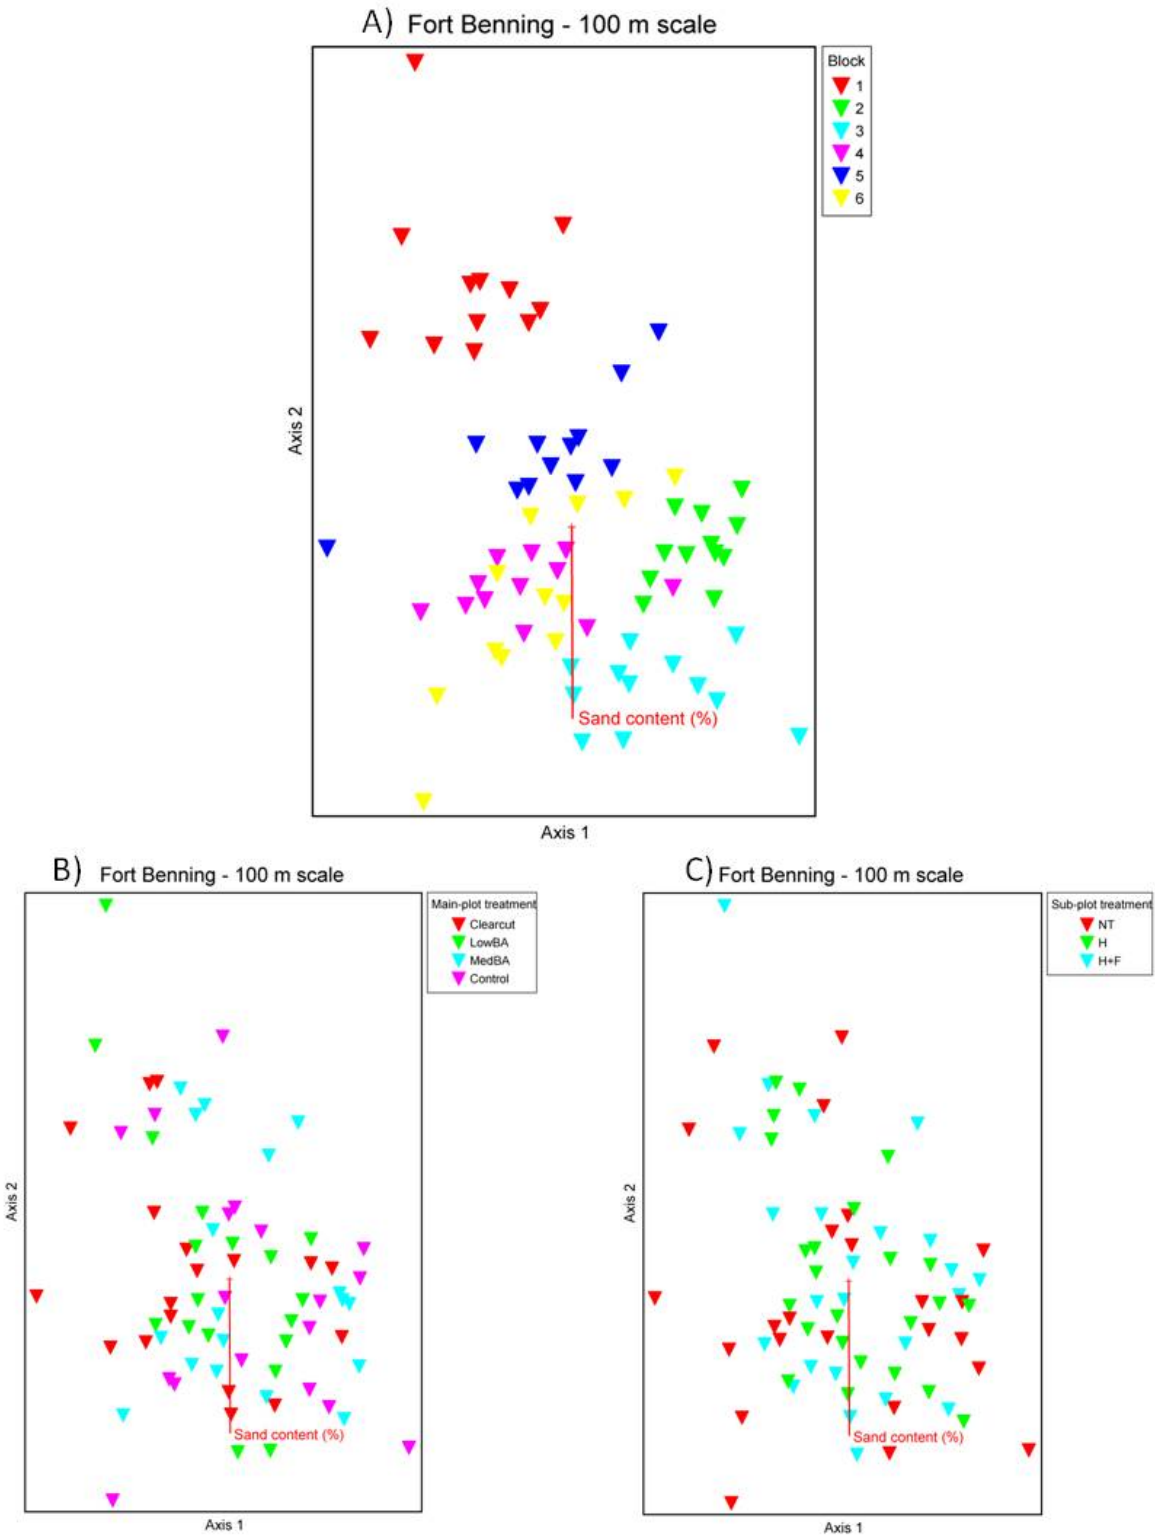 A) Fort Benning - 100 m scale
Block
1
2
3
4
5
6
Axis 2
Sand content (%)
Axis 1
B) Fort Benning - 100 m scale
Main-plot treatment
Clearcut
LowBA
MedBA
Control
Axis 2
Sand content (%)
Axis 1
C) Fort Benning - 100 m scale
Sub-plot treatment
NT
H
H+F
Axis 2
Sand content (%)
Axis 1